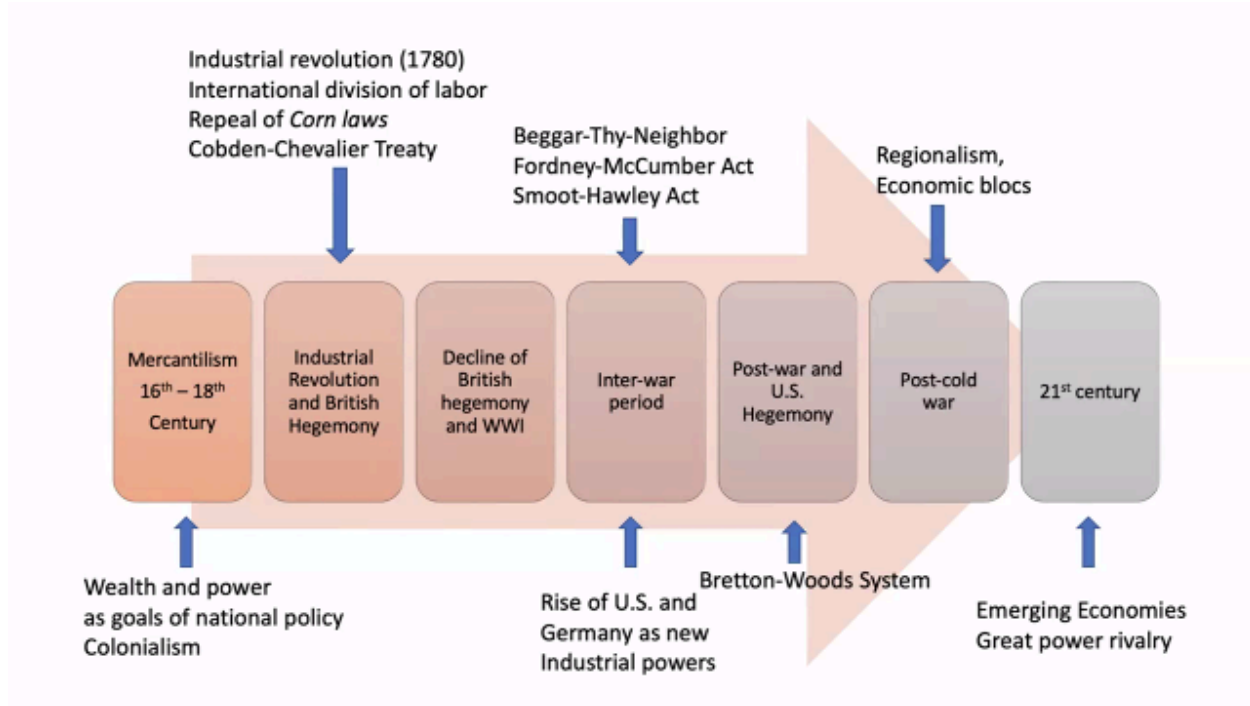 Industrial revolution (1780)
International division of labor
Repeal of Corn laws
Cobden-Chevalier Treaty
Beggar-Thy-Neighbor
Fordney-McCumber Act
Smoot-Hawley Act
Regionalism,
Economic blocs
Mercantilism
16th – 18th
Century
Industrial
Revolution
and British
Hegemony
Decline of
British
hegemony
and WWI
Inter-war
period
Post-war and
U.S.
Hegemony
Post-cold
war
21st century
Wealth and power
as goals of national policy
Colonialism
Rise of U.S. and
Germany as new
Industrial powers
Bretton-Woods System
Emerging Economies
Great power rivalry